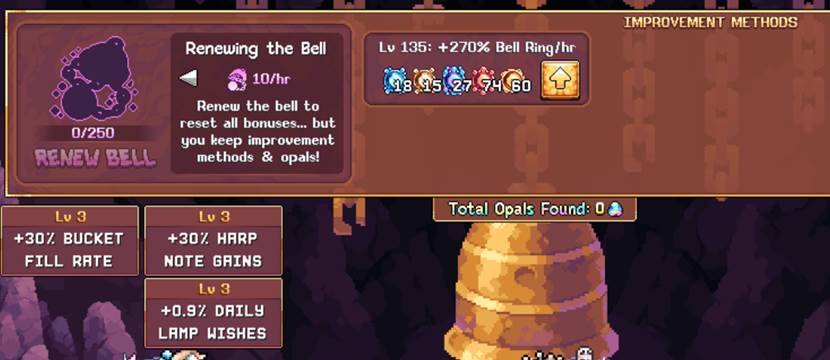 IMPROVEMENT METHODS
Renewing the Bell
10/hr
Renew the bell to
reset all bonuses... but
you keep improvement
methods & opals!
0/250
RENEW BELL
Lv 135: +270% Bell Ring/hr
18 15 27 74 60
Total Opals Found: 0
Lv 3
+30% BUCKET
FILL RATE
Lv 3
+30% HARP
NOTE GAINS
Lv 3
+0.9% DAILY
LAMP WISHES